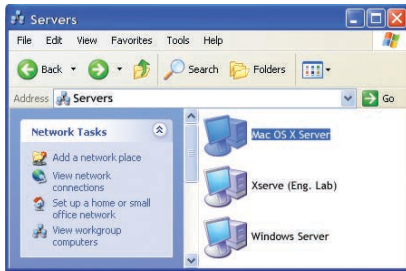 Servers
File Edit View Favorites Tools Help
Back Search Folders
Address Servers Go
Network Tasks
Add a network place
View network
connections
Set up a home or small
office network
View workgroup
computers
Mac OS X Server
Xserve (Eng. Lab)
Windows Server